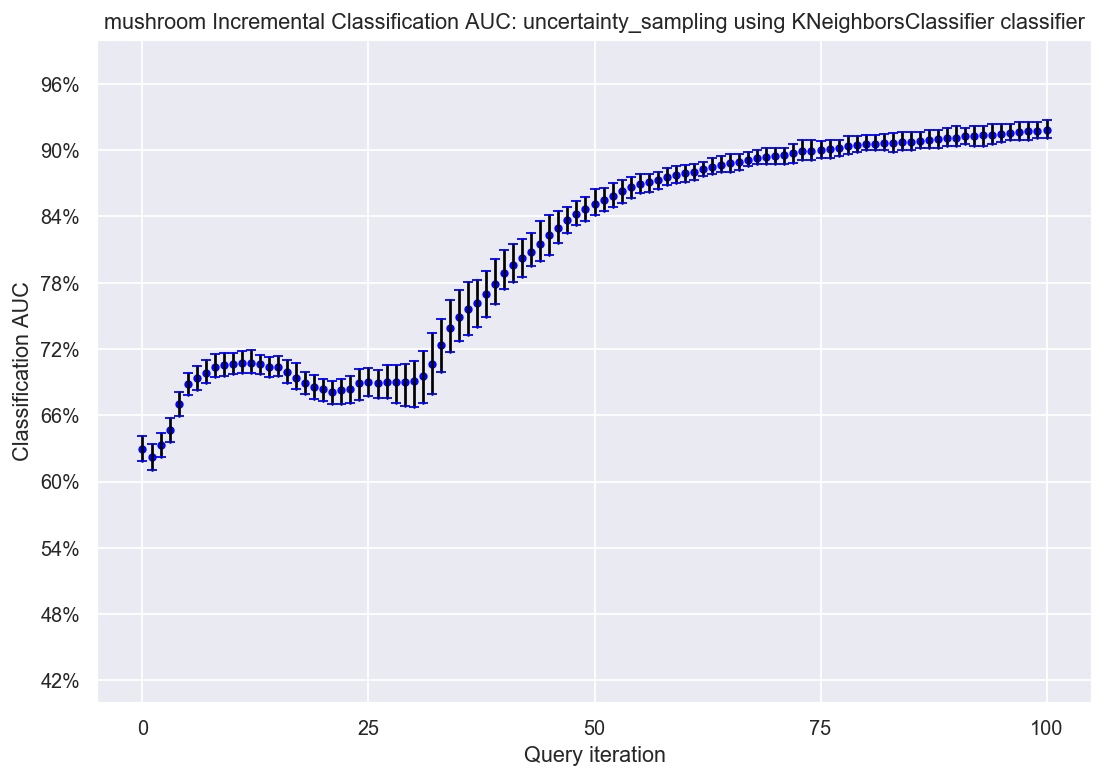 mushroom Incremental Classification AUC: uncertainty_sampling using KNeighborsClassifier classifier
96%
90%
84%
78%
72%
66%
60%
54%
48%
42%
Classification AUC
0 25 50 75 100
Query iteration